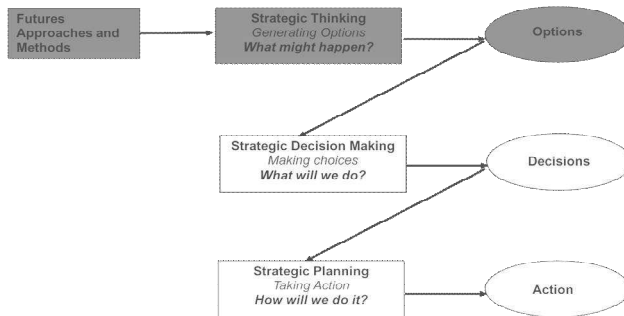 Futures
Approaches and
Methods
Strategic Thinking
Generating Options
What might happen?
Options
Strategic Decision Making
Making choices
What will we do?
Decisions
Strategic Planning
Taking Action
How will we do it?
Action